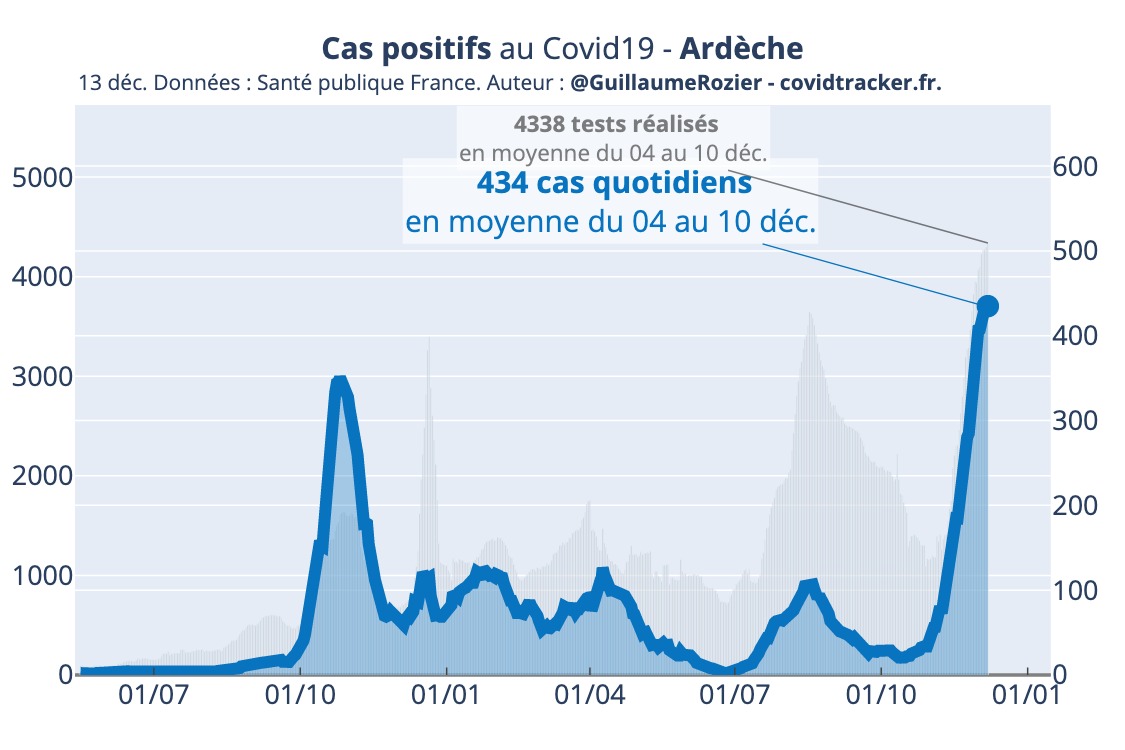 Cas positifs au Covid19 - Ardèche
13 déc. Données : Santé publique France. Auteur : @GuillaumeRozier - covidtracker.fr.
4338 tests réalisés
en moyenne du 04 au 10 déc.
434 cas quotidiens
en moyenne du 04 au 10 déc.
5000
4000
3000
2000
1000
0
600
500
400
300
200
100
0
01/07 01/10 01/01 01/04 01/07 01/10 01/01